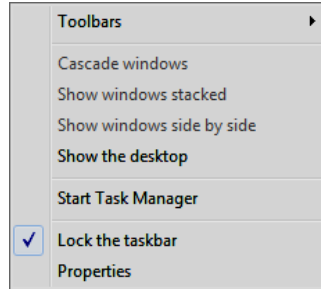 Toolbars
Cascade windows
Show windows stacked
Show windows side by side
Show the desktop
Start Task Manager
Lock the taskbar
Properties